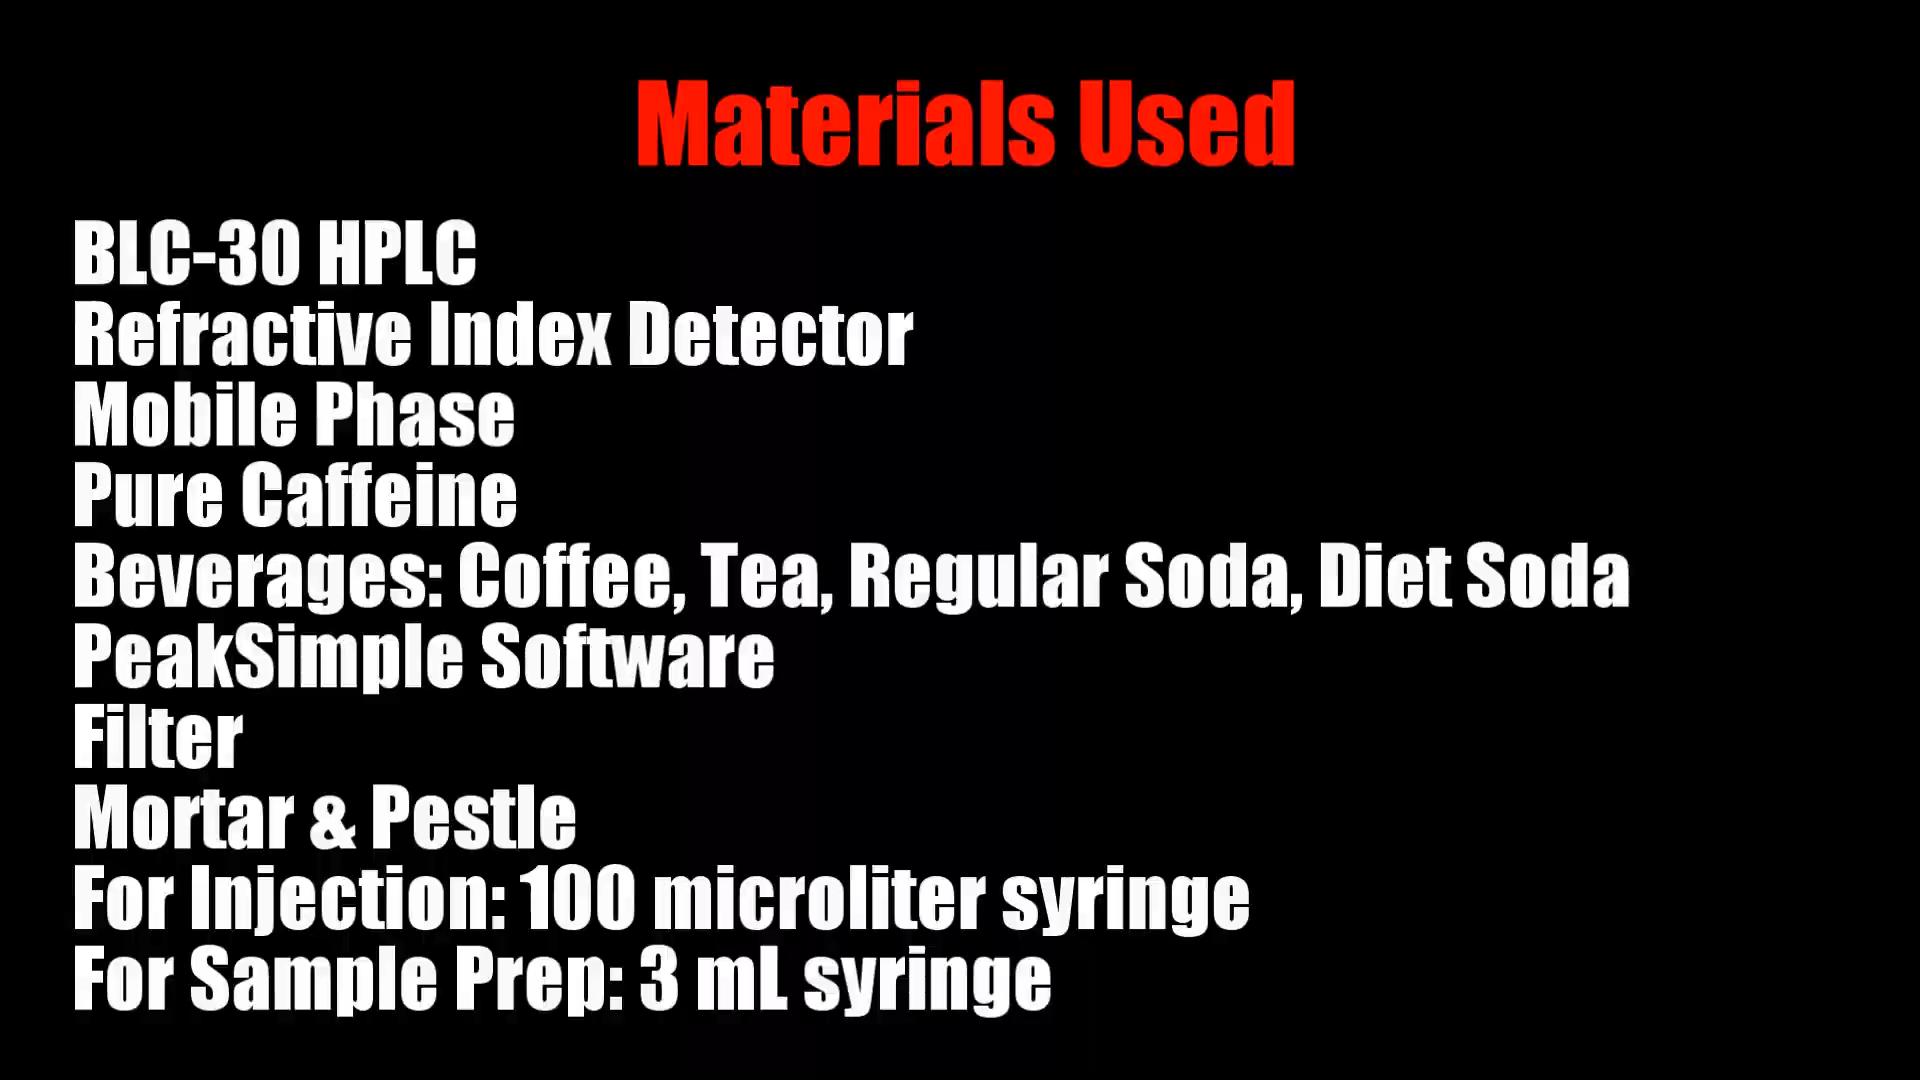 Materials Used
BLC-30 HPLC
Refractive Index Detector
Mobile Phase
Pure Caffeine
Beverages: Coffee, Tea, Regular Soda, Diet Soda
PeakSimple Software
Filter
Mortar & Pestle
For Injection: 100 microliter syringe
For Sample Prep: 3 mL syringe